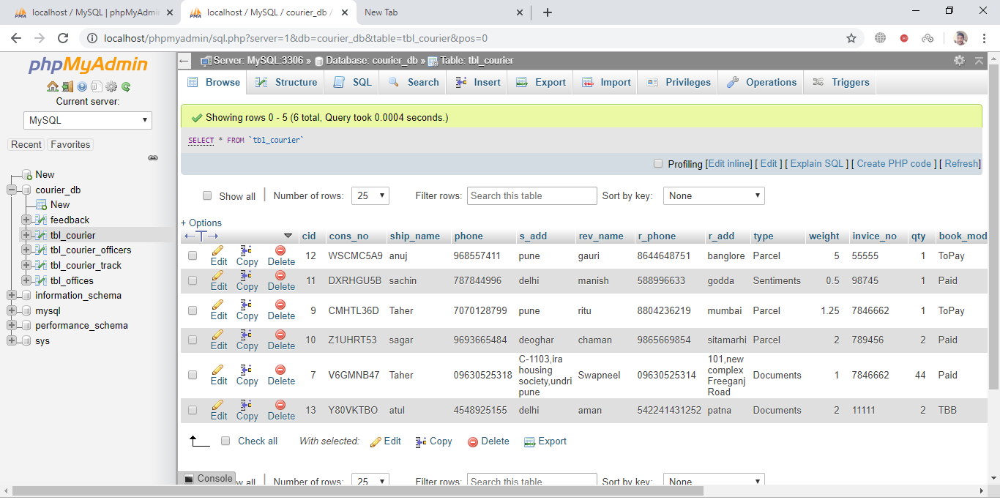 localhost / MySQL | phpMyAdmin
localhost / MySQL / courier_db /
New Tab
localhost/phpmyadmin/sql.php?server=1&db=courier_db&table=tbl_courier&pos=0
phpMyAdmin
Current server:
MySQL
Recent Favorites
New
courier_db
New
feedback
tbl_courier
tbl_courier_officers
tbl_courier_track
tbl_offices
information_schema
mysql
performance_schema
sys
Server: MySQL:3306 » Database: courier_db » Table: tbl_courier
Browse Structure SQL Search Insert Export Import Privileges Operations Triggers
Showing rows 0 - 5 (6 total, Query took 0.0004 seconds.)
SELECT * FROM `tbl_courier`
Profiling [Edit inline] [ Edit ] [ Explain SQL ] [ Create PHP code ] [ Refresh]
Show all | Number of rows: 25 Filter rows: Search this table Sort by key: None
+ Options
←T→ cid cons_no ship_name phone s_add rev_name r_phone r_add type weight invice_no qty book_mod
Edit Copy Delete 12 WSCMC5A9 anuj 968557411 pune gauri 8644648751 banglore Parcel 5 55555 1 ToPay
Edit Copy Delete 11 DXRHGU5B sachin 787844996 delhi manish 588996633 godda Sentiments 0.5 98745 1 Paid
Edit Copy Delete 9 CMHTL36D Taher 7070128799 pune ritu 8804236219 mumbai Parcel 1.25 7846662 1 ToPay
Edit Copy Delete 10 Z1UHRT53 sagar 9693665484 deoghar chaman 9865669854 sitamarhi Parcel 2 789456 2 Paid
Edit Copy Delete 7 V6GMNB47 Taher 09630525318 C-1103,ira housing society,undri pune Swapneel 09630525314 101,new complex Freeganj Road Documents 1 7846662 44 Paid
Edit Copy Delete 13 Y80VKTBO atul 4548925155 delhi aman 542241431252 patna Documents 2 11111 2 TBB
Check all With selected: Edit Copy Delete Export
Console
Number of rows: 25 Filter rows: Search this table Sort by key: None